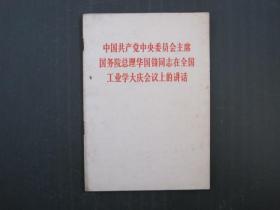 中国共产党中央委员会主席
国务院总理华国锋同志在全国
工业学大庆会议上的讲话